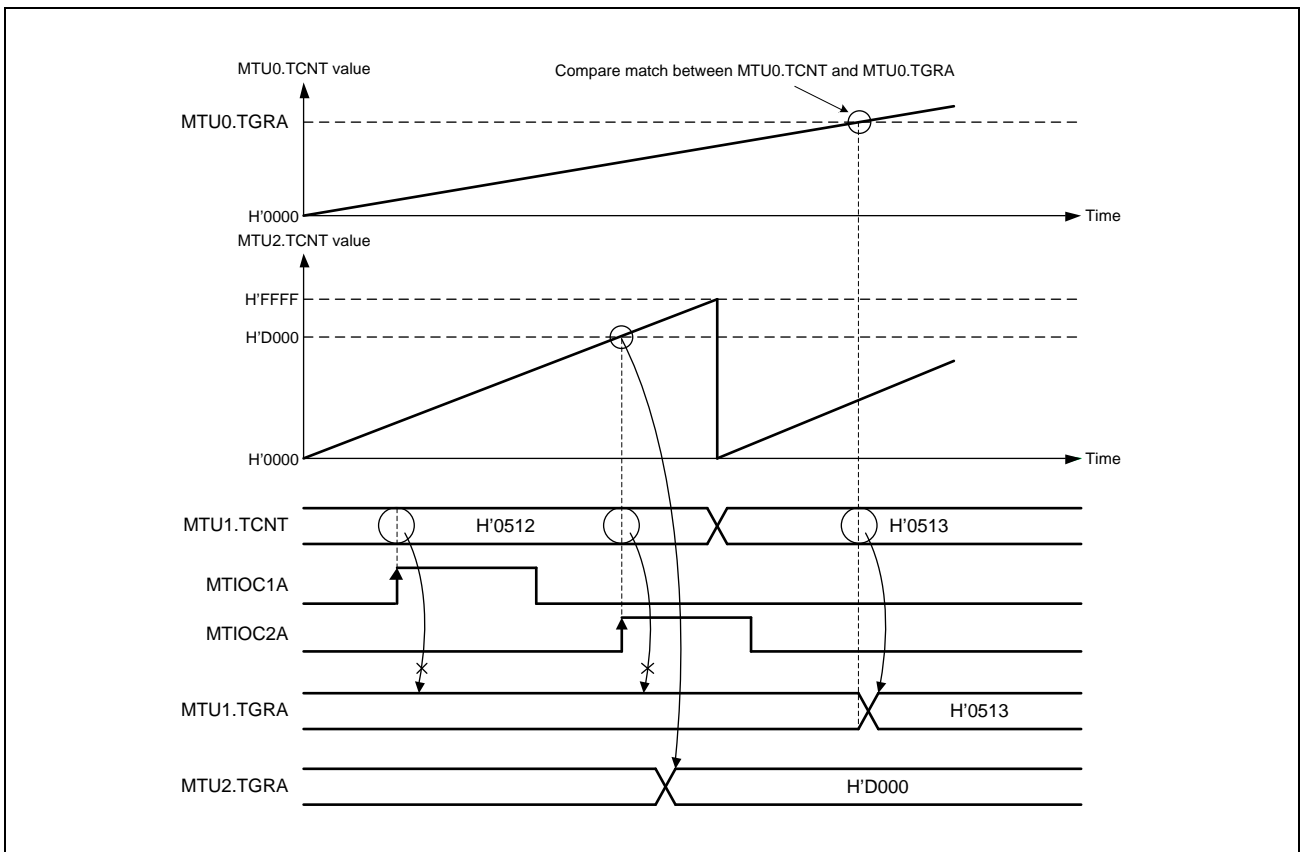 MTU0.TCNT value
Compare match between MTU0.TCNT and MTU0.TGRA
MTU0.TGRA
H'0000
Time
MTU2.TCNT value
H'FFFF
H'D000
H'0000
Time
MTU1.TCNT
H'0512
H'0513
MTIOC1A
MTIOC2A
MTU1.TGRA
H'0513
MTU2.TGRA
H'D000